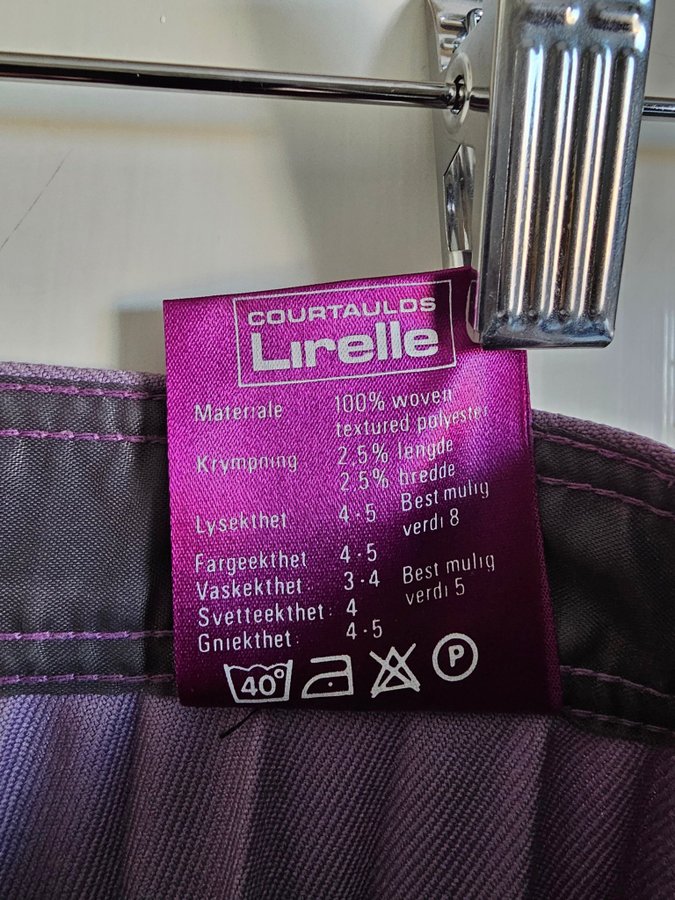 COURTAULDS
Lırelle
Materiale 100% woven
textured polyester
Krympning 2.5% lengde
2.5% bredde
Lysekthet 4·5 Best mulig
verdi 8
Fargeekthet 4·5
Vaskekthet: 3·4 Best mulig
verdi 5
Svetteekthet: 4
Gniekthet: 4·5
40° P